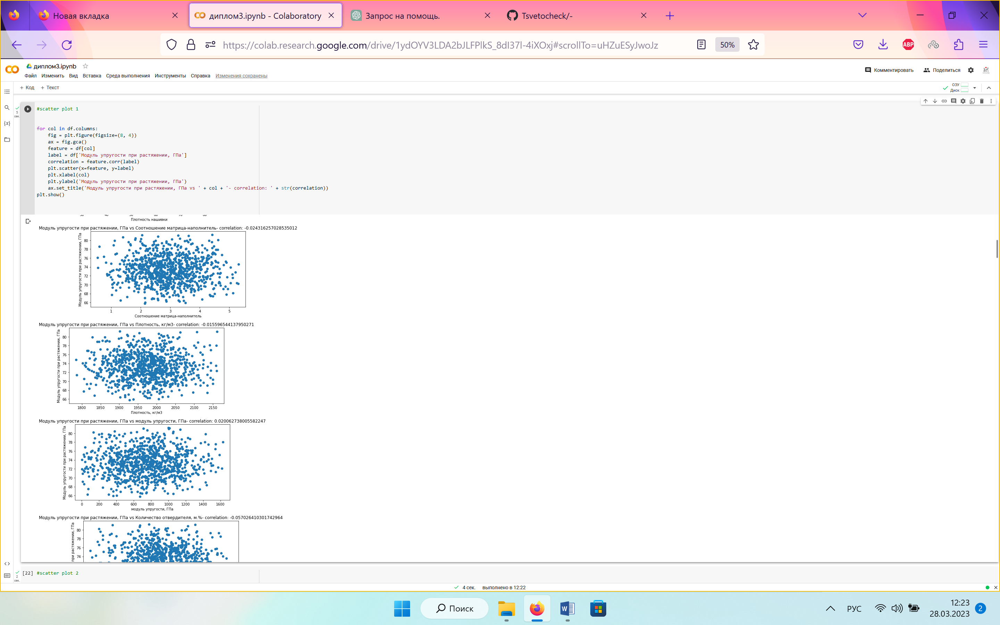 Новая вкладка
диплом3.ipynb - Colaboratory
Запрос на помощь.
Tsvetocheck/-
https://colab.research.google.com/drive/1ydOYV3LDA2bJLFPlkS_8dI37l-4iXOxj#scrollTo=uHZuESyJwoJz
50%
ABP
диплом3.ipynb
Файл Изменить Вид Вставка Среда выполнения Инструменты Справка Изменения сохранены
Комментировать
Поделиться
+ Код + Текст
ОЗУ
Диск
5
сек.
{x}
#scatter plot 1
for col in df.columns:
fig = plt.figure(figsize=(8, 4))
ax = fig.gca()
feature = df[col]
label = df['Модуль упругости при растяжении, ГПа']
correlation = feature.corr(label)
plt.scatter(x=feature, y=label)
plt.xlabel(col)
plt.ylabel('Модуль упругости при растяжении, ГПа')
ax.set_title('Модуль упругости при растяжении, ГПа vs ' + col + '- correlation: ' + str(correlation))
plt.show()
Плотность нашивки
Модуль упругости при растяжении, ГПа vs Соотношение матрица-наполнитель- correlation: -0.024316257028535012
Модуль упругости при растяжении, ГПа
80
78
76
74
72
70
68
66
1 2 3 4 5
Соотношение матрица-наполнитель
Модуль упругости при растяжении, ГПа vs Плотность, кг/м3- correlation: -0.015596544137950271
Модуль упругости при растяжении, ГПа
80
78
76
74
72
70
68
66
1800 1850 1900 1950 2000 2050 2100 2150
Плотность, кг/м3
Модуль упругости при растяжении, ГПа vs модуль упругости, ГПа- correlation: 0.020062738005582247
Модуль упругости при растяжении, ГПа
80
78
76
74
72
70
68
66
0 200 400 600 800 1000 1200 1400 1600
модуль упругости, ГПа
Модуль упругости при растяжении, ГПа vs Количество отвердителя, м.%- correlation: -0.057026410301742964
при растяжении, ГПа
80
78
76
74
2
сек.
[22] #scatter plot 2
4 сек. выполнено в 12:22
Поиск
РУС
12:23
28.03.2023
2